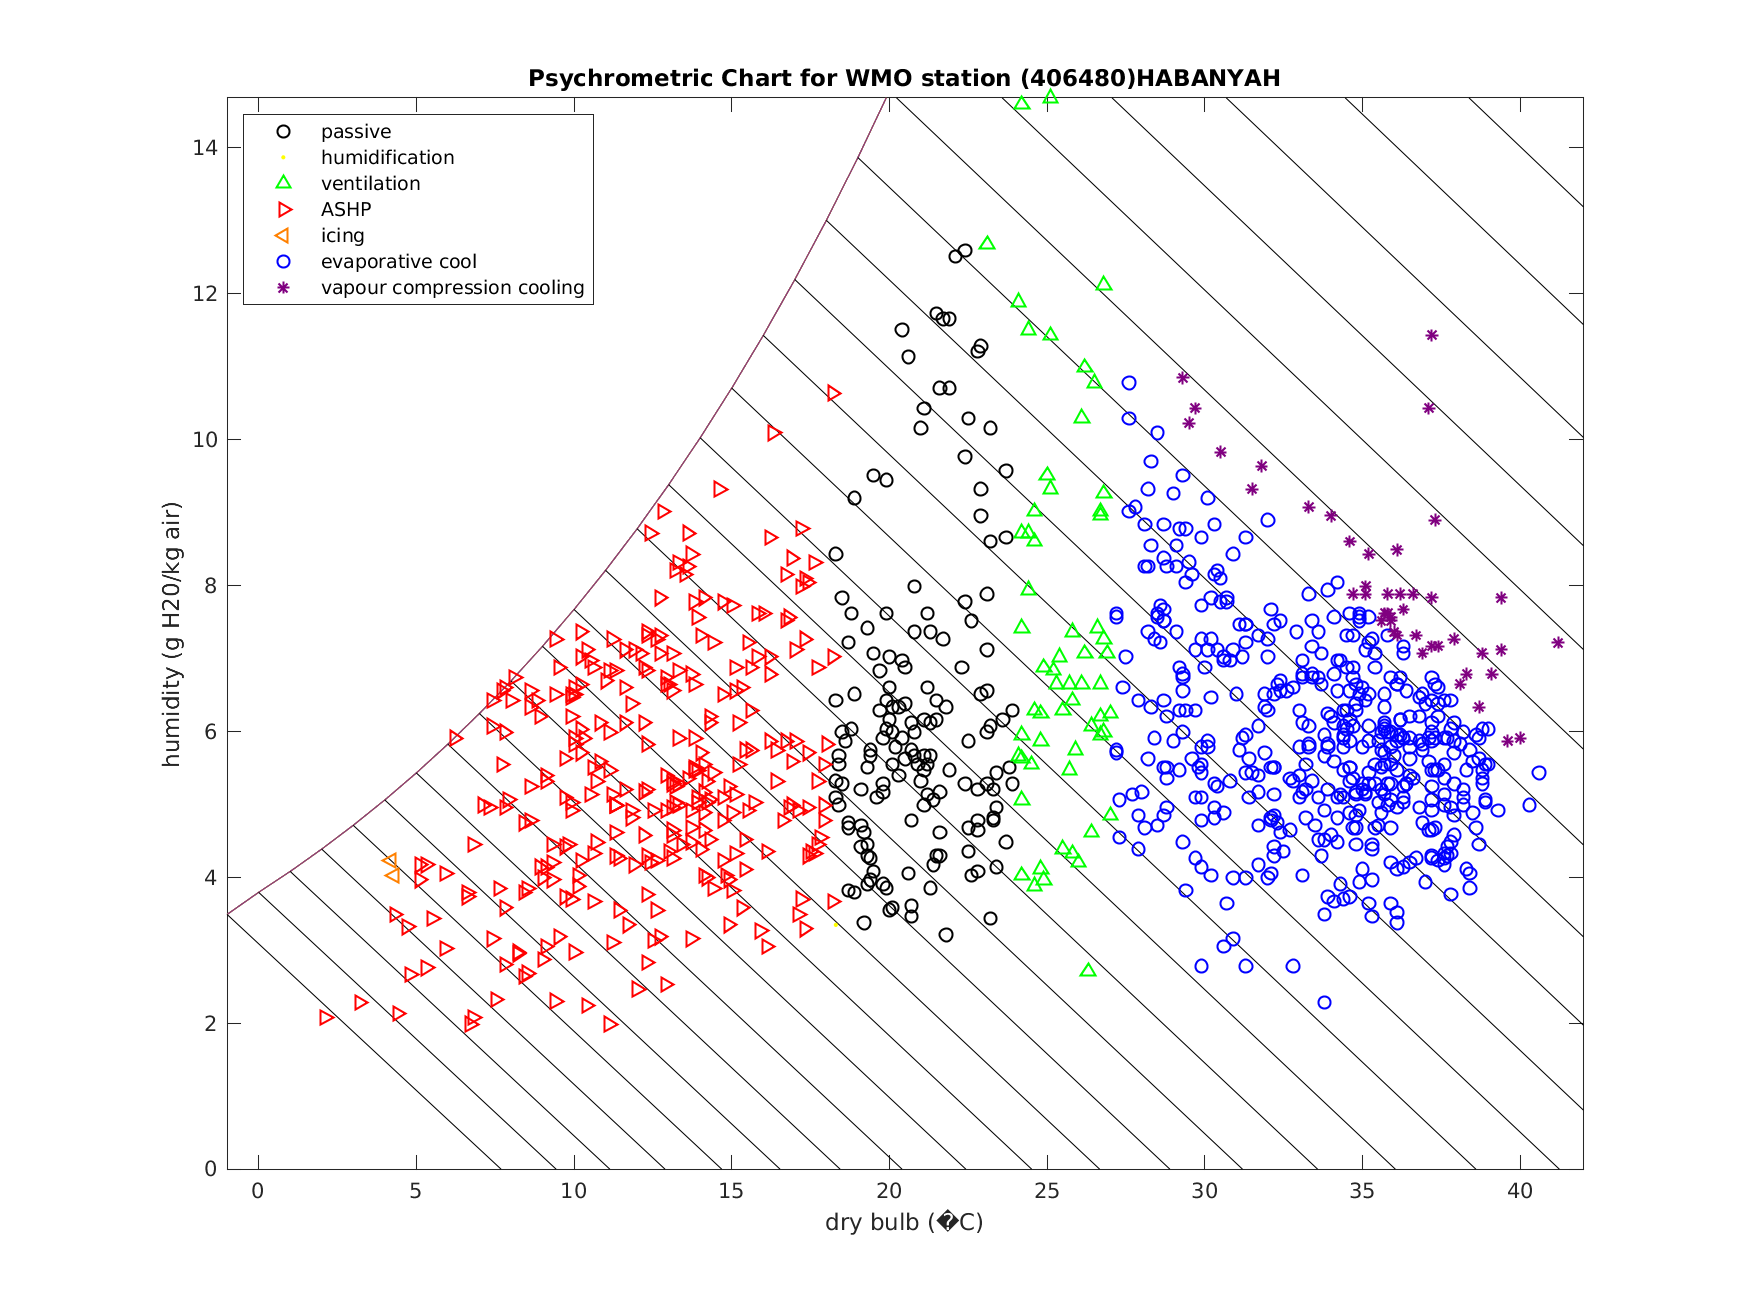 Psychrometric Chart for WMO station (406480)HABANYAH
passive
humidification
ventilation
ASHP
icing
evaporative cool
vapour compression cooling
14
12
10
8
6
4
2
0
humidity (g H20/kg air)
0 5 10 15 20 25 30 35 40
dry bulb (�C)